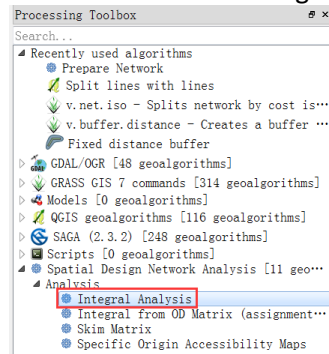 Processing Toolbox
Search...
Recently used algorithms
Prepare Network
Split lines with lines
v.net.iso - Splits network by cost is···
v.buffer.distance - Creates a buffer ···
Fixed distance buffer
GDAL/OGR [48 geoalgorithms]
GRASS GIS 7 commands [314 geoalgorithms]
Models [0 geoalgorithms]
QGIS geoalgorithms [116 geoalgorithms]
SAGA (2.3.2) [248 geoalgorithms]
Scripts [0 geoalgorithms]
Spatial Design Network Analysis [11 geo···
Analysis
Integral Analysis
Integral from OD Matrix (assignment···
Skim Matrix
Specific Origin Accessibility Maps